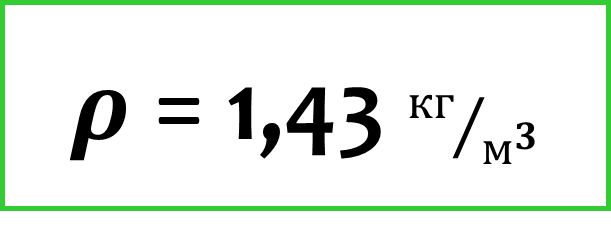 ρ = 1,43 кг/м³